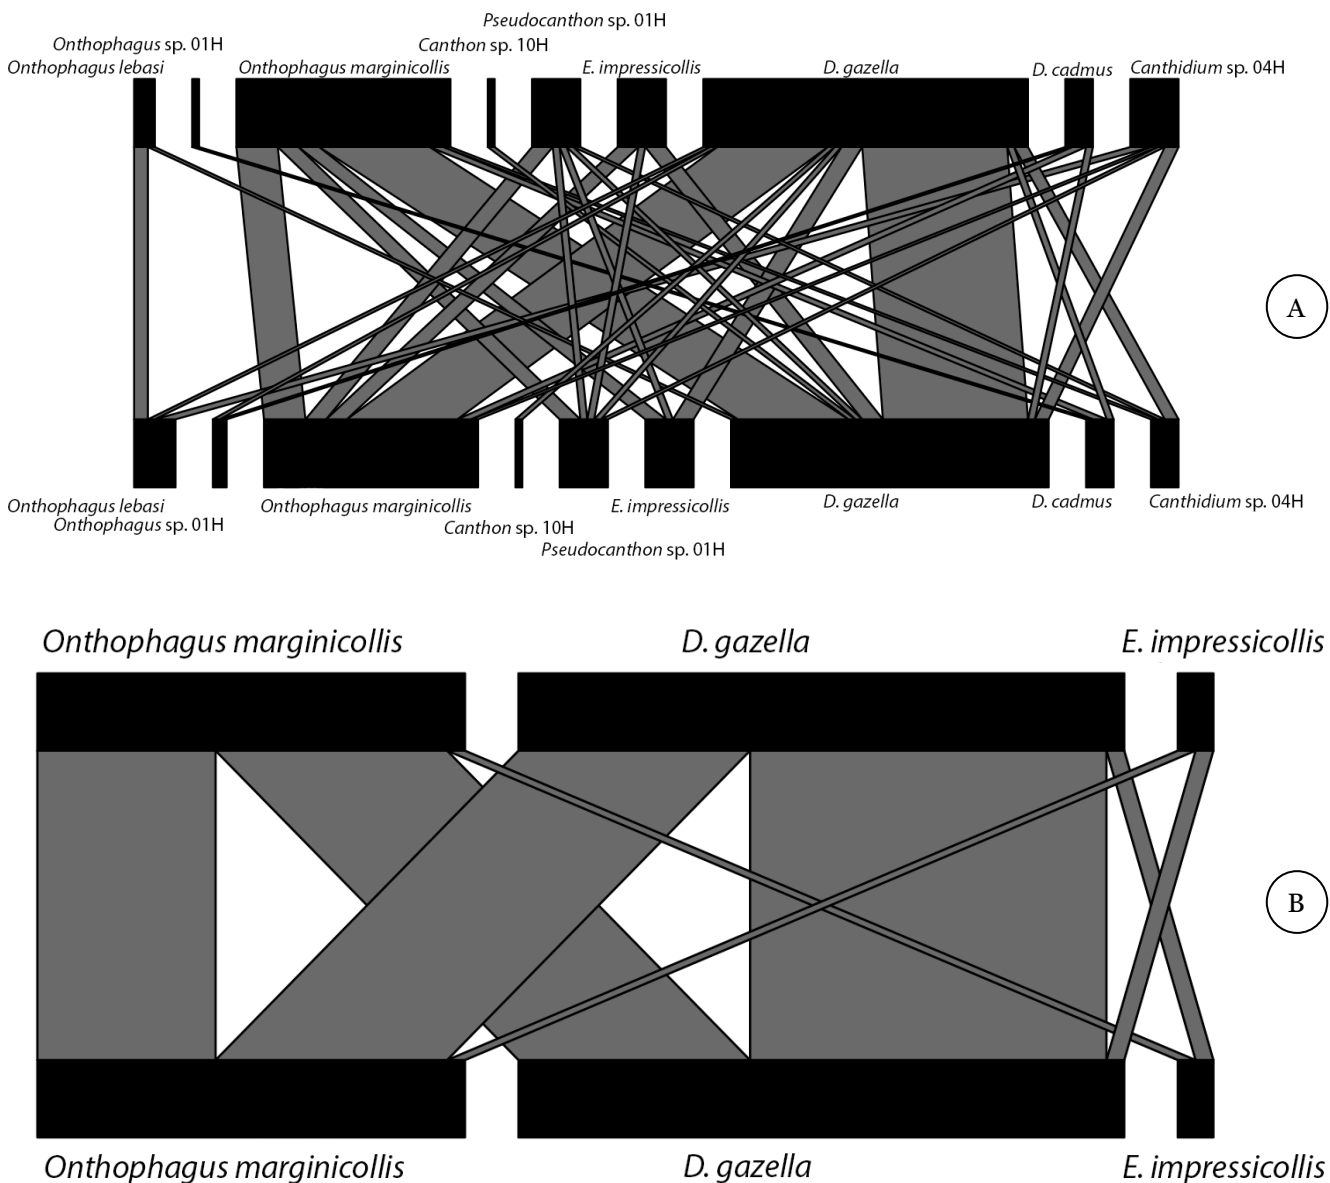 Pseudocanthon sp. 01H
Onthophagus sp. 01H
Canthon sp. 10H
Onthophagus lebasi
Onthophagus marginicollis
E. impressicollis
D. gazella
D. cadmus
Canthidium sp. 04H
A
Onthophagus lebasi
Onthophagus marginicollis
E. impressicollis
D. gazella
D. cadmus
Canthidium sp. 04H
Onthophagus sp. 01H
Canthon sp. 10H
Pseudocanthon sp. 01H
Onthophagus marginicollis
D. gazella
E. impressicollis
B
Onthophagus marginicollis
D. gazella
E. impressicollis